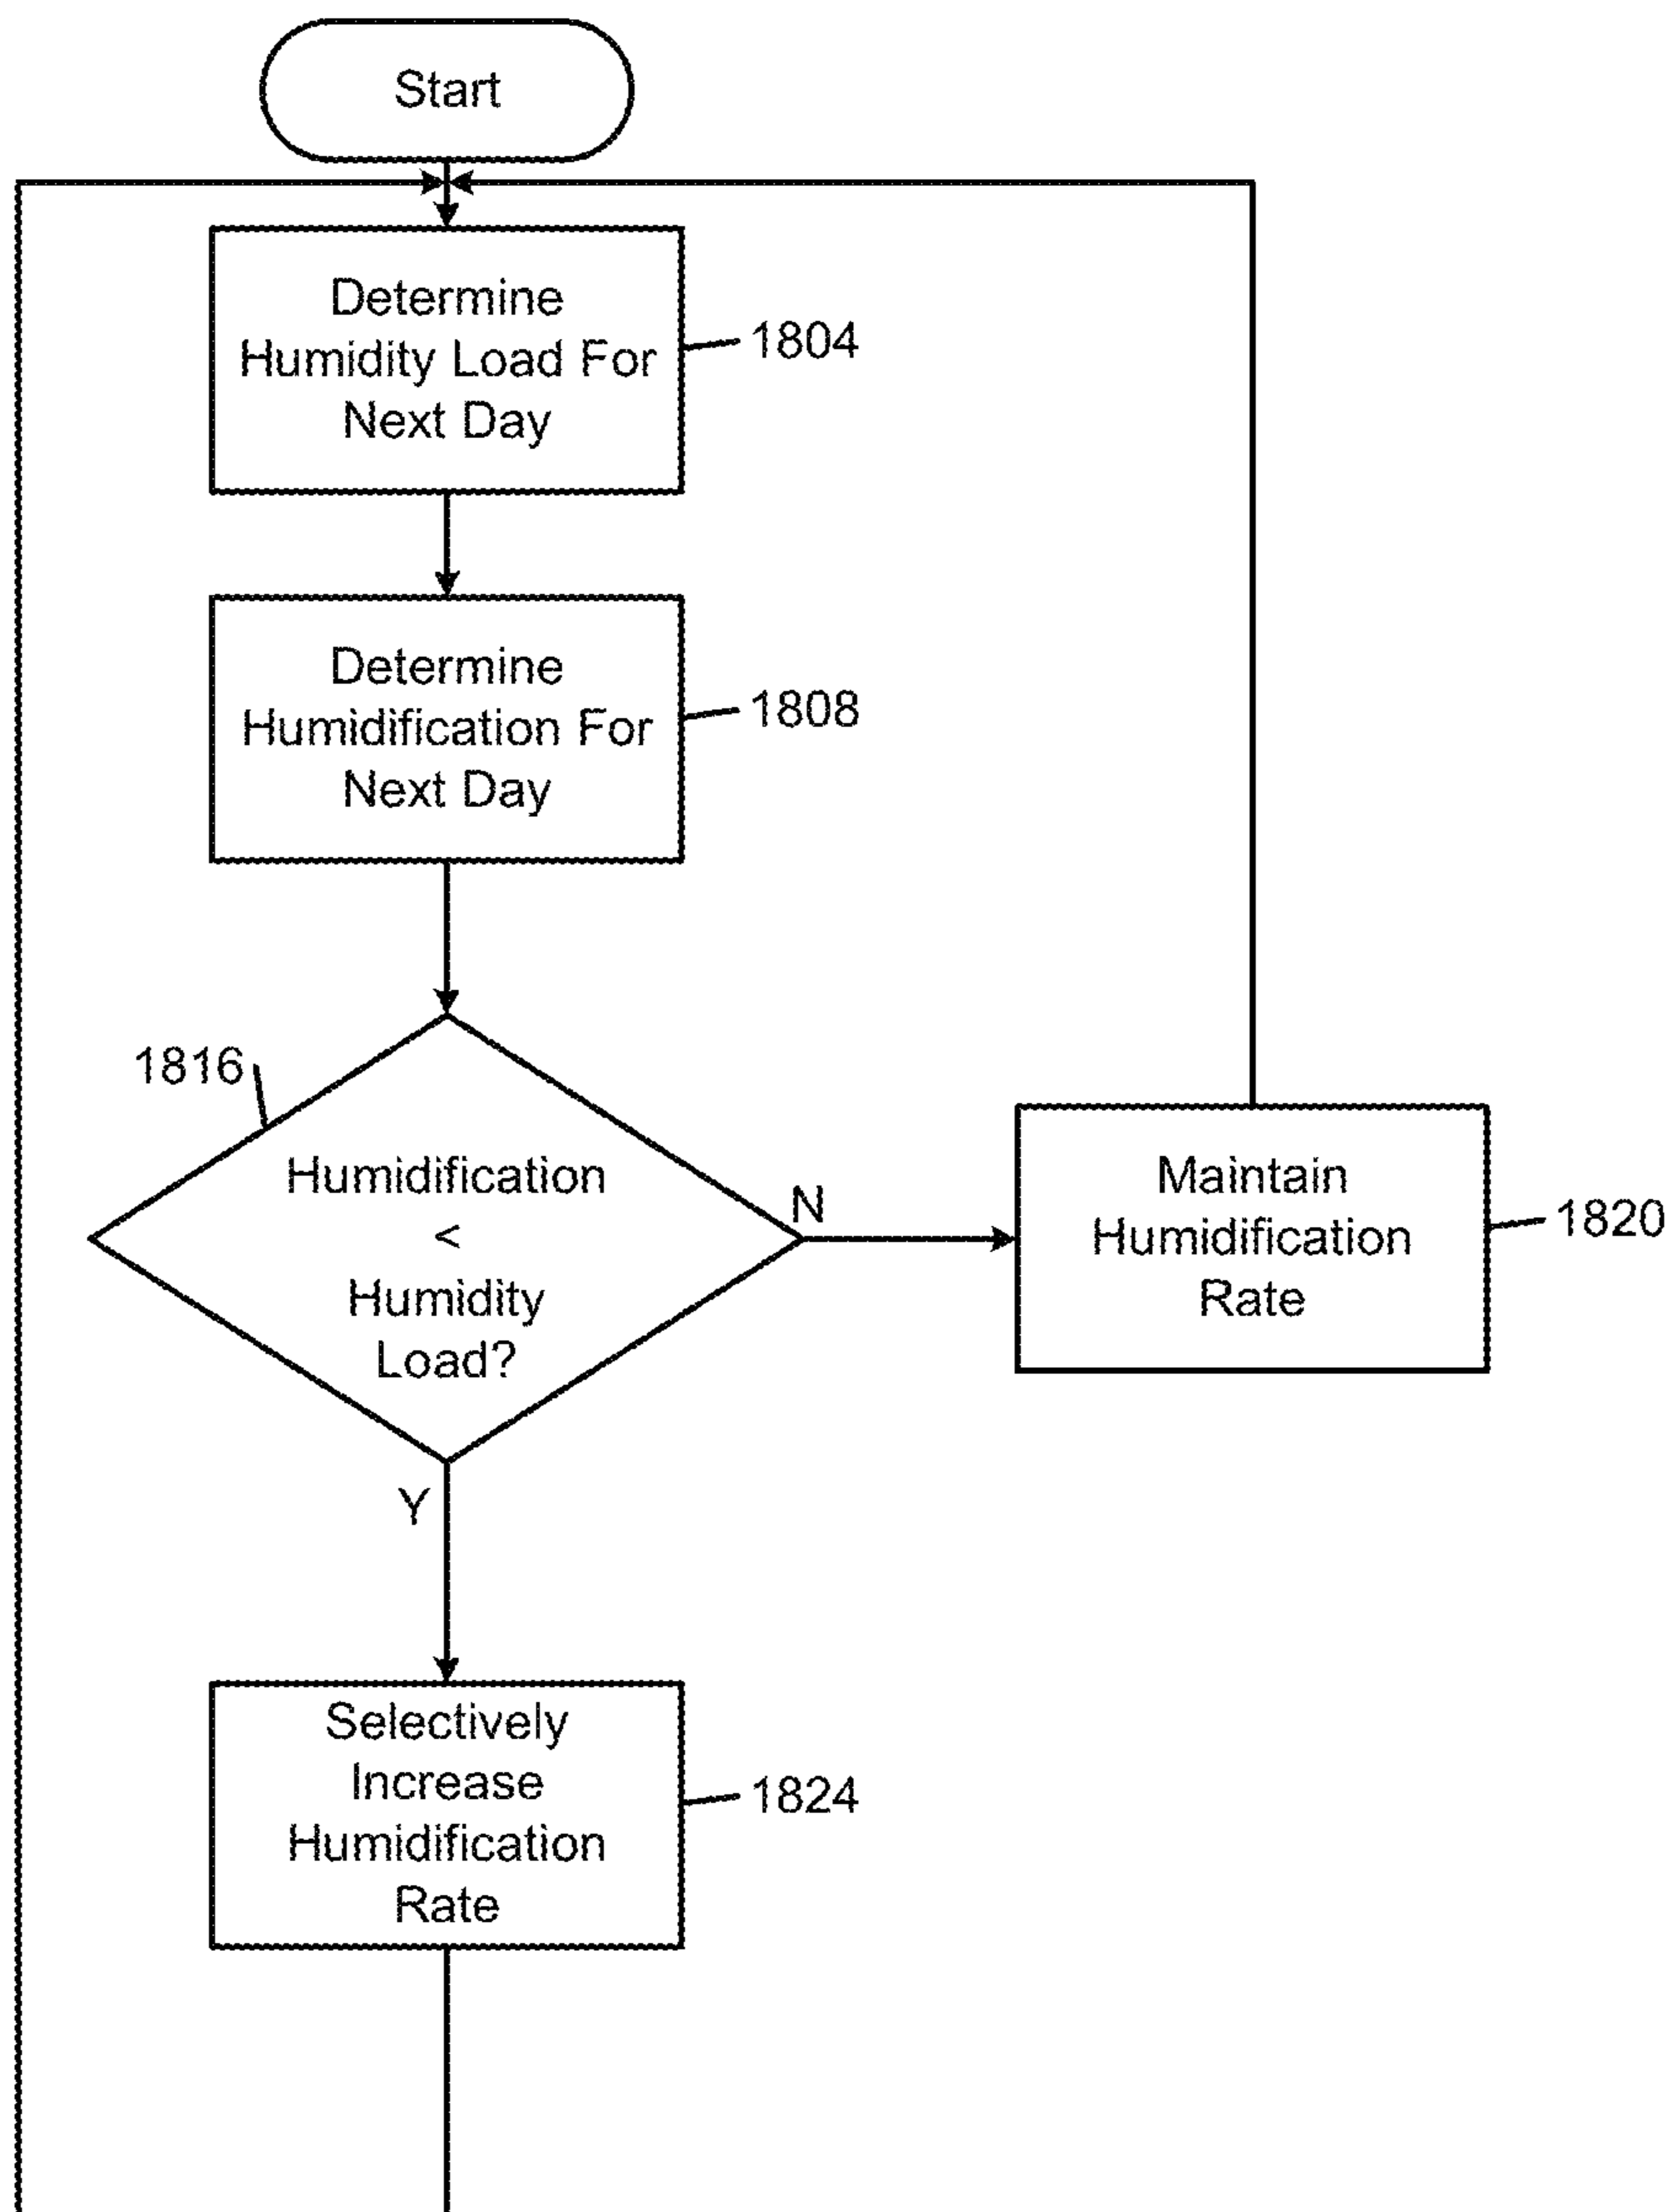 Start
Determine
Humidity Load For
Next Day
1804
Determine
Humidification For
Next Day
1808
1816
Humidification
<
Humidity
Load?
N
Maintain
Humidification
Rate
1820
Y
Selectively
Increase
Humidification
Rate
1824